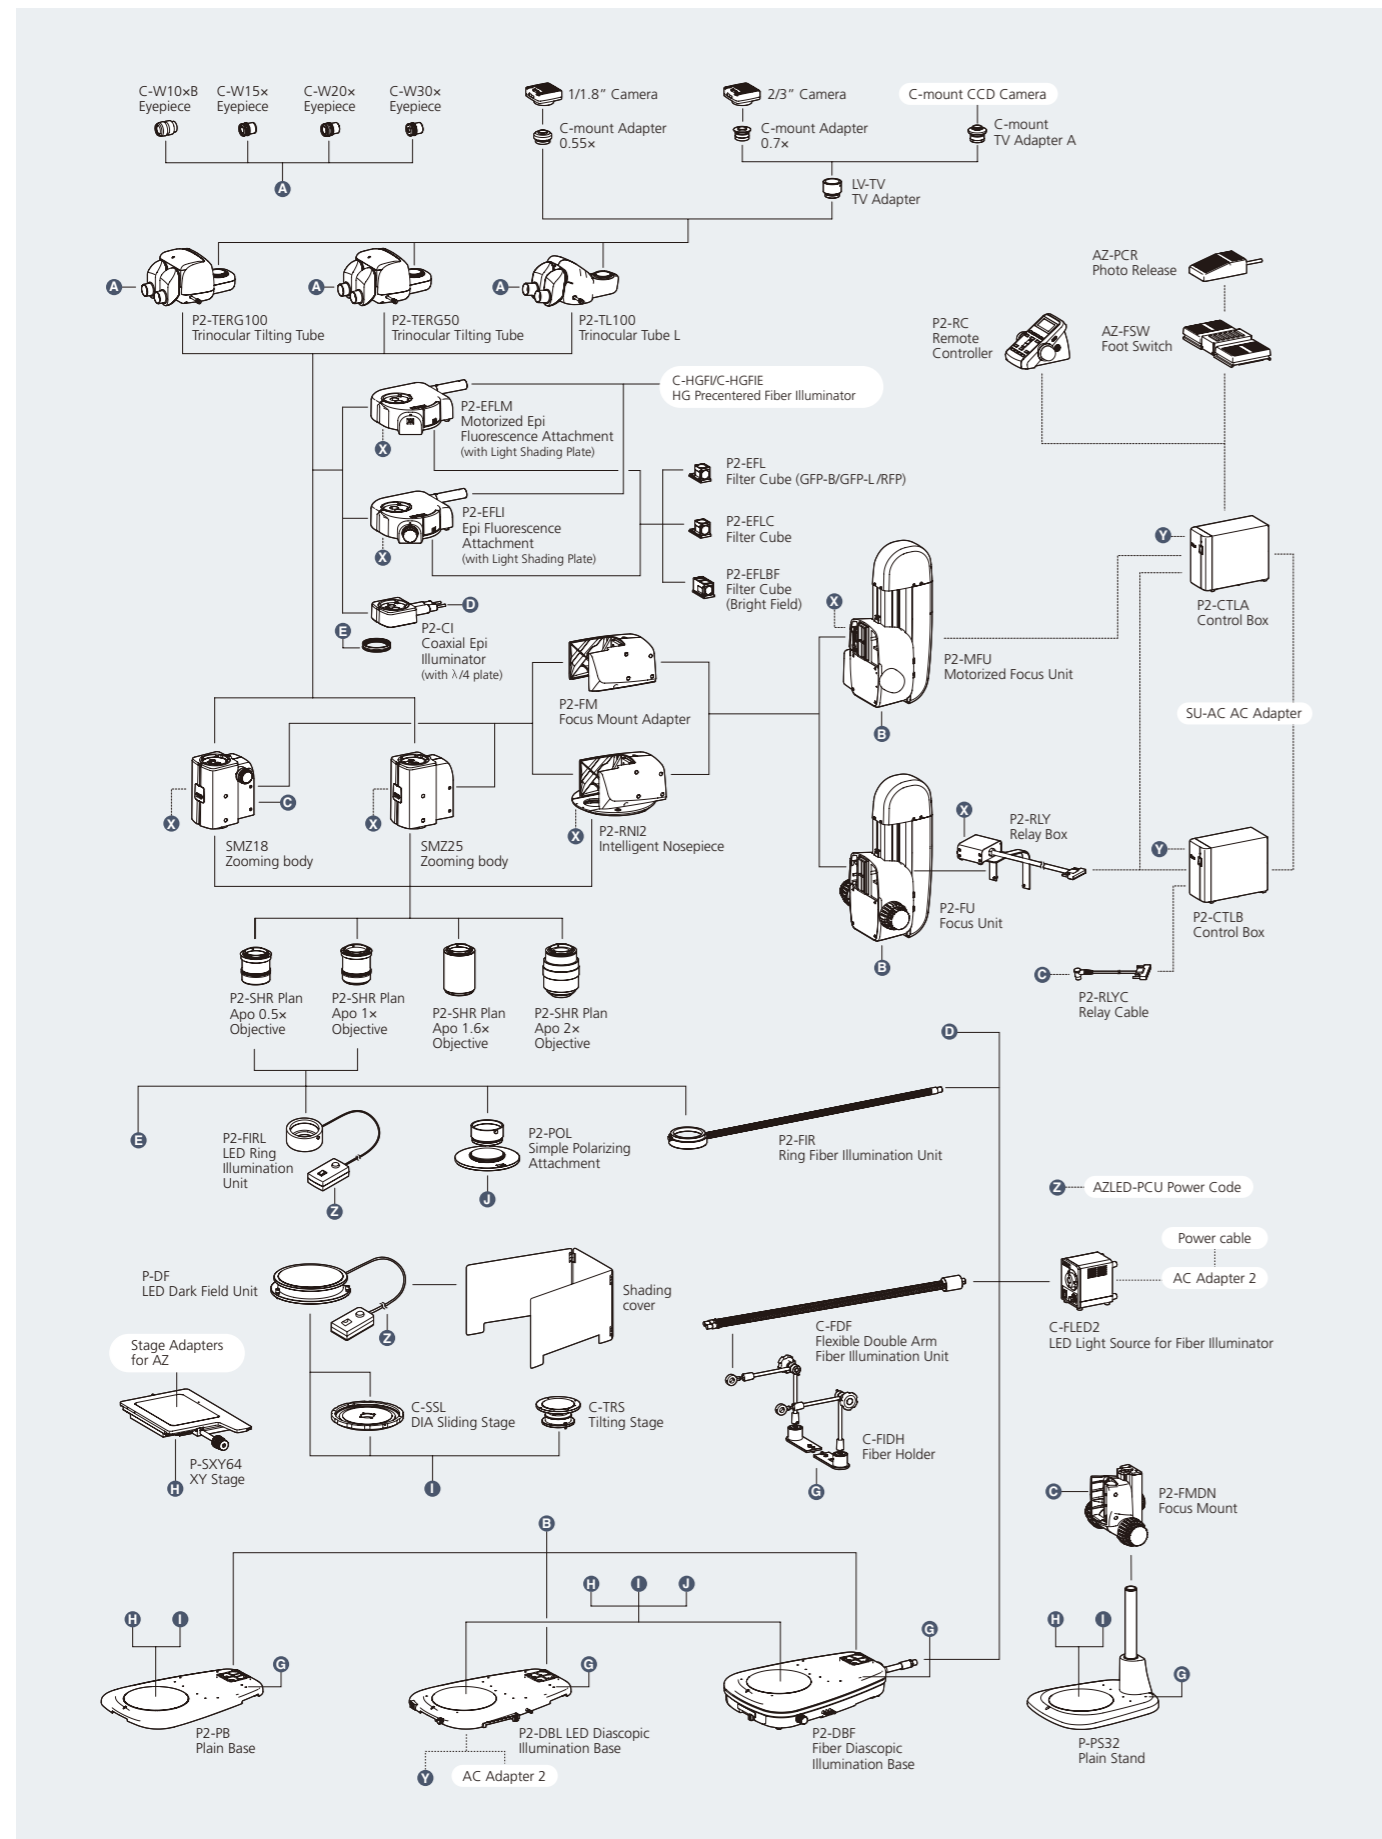 C-W10×B
Eyepiece
C-W15×
Eyepiece
C-W20×
Eyepiece
C-W30×
Eyepiece
1/1.8” Camera
C-mount Adapter
0.55×
2/3” Camera
C-mount Adapter
0.7×
C-mount CCD Camera
C-mount
TV Adapter A
A
LV-TV
TV Adapter
A
P2-TERG100
Trinocular Tilting Tube
A
P2-TERG50
Trinocular Tilting Tube
A
P2-TL100
Trinocular Tube L
AZ-PCR
Photo Release
P2-RC
Remote
Controller
AZ-FSW
Foot Switch
C-HGFI/C-HGFIE
HG Precentered Fiber Illuminator
P2-EFLM
Motorized Epi
Fluorescence Attachment
(with Light Shading Plate)
X
P2-EFL
Filter Cube (GFP-B/GFP-L/RFP)
P2-EFLI
Epi Fluorescence
Attachment
(with Light Shading Plate)
X
P2-EFLC
Filter Cube
P2-EFLBF
Filter Cube
(Bright Field)
D
P2-CI
Coaxial Epi
Illuminator
(with λ/4 plate)
E
X
P2-MFU
Motorized Focus Unit
B
Y
P2-CTLA
Control Box
P2-FM
Focus Mount Adapter
SU-AC AC Adapter
X
C
SMZ18
Zooming body
X
SMZ25
Zooming body
X
P2-RNI2
Intelligent Nosepiece
X
P2-RLY
Relay Box
Y
P2-CTLB
Control Box
P2-FU
Focus Unit
B
C
P2-RLYC
Relay Cable
P2-SHR Plan
Apo 0.5×
Objective
P2-SHR Plan
Apo 1×
Objective
P2-SHR Plan
Apo 1.6×
Objective
P2-SHR Plan
Apo 2×
Objective
D
E
P2-FIRL
LED Ring
Illumination
Unit
Z
P2-POL
Simple Polarizing
Attachment
J
P2-FIR
Ring Fiber Illumination Unit
Z
AZLED-PCU Power Code
Power cable
AC Adapter 2
P-DF
LED Dark Field Unit
Z
Shading
cover
C-FDF
Flexible Double Arm
Fiber Illumination Unit
C-FLED2
LED Light Source for Fiber Illuminator
Stage Adapters
for AZ
C-SSL
DIA Sliding Stage
C-TRS
Tilting Stage
C-FIDH
Fiber Holder
G
P-SXY64
XY Stage
H
I
C
P2-FMDN
Focus Mount
B
H
I
J
H
I
G
P2-PB
Plain Base
G
P2-DBL LED Diascopic
Illumination Base
Y
AC Adapter 2
G
P2-DBF
Fiber Diascopic
Illumination Base
H
I
G
P-PS32
Plain Stand